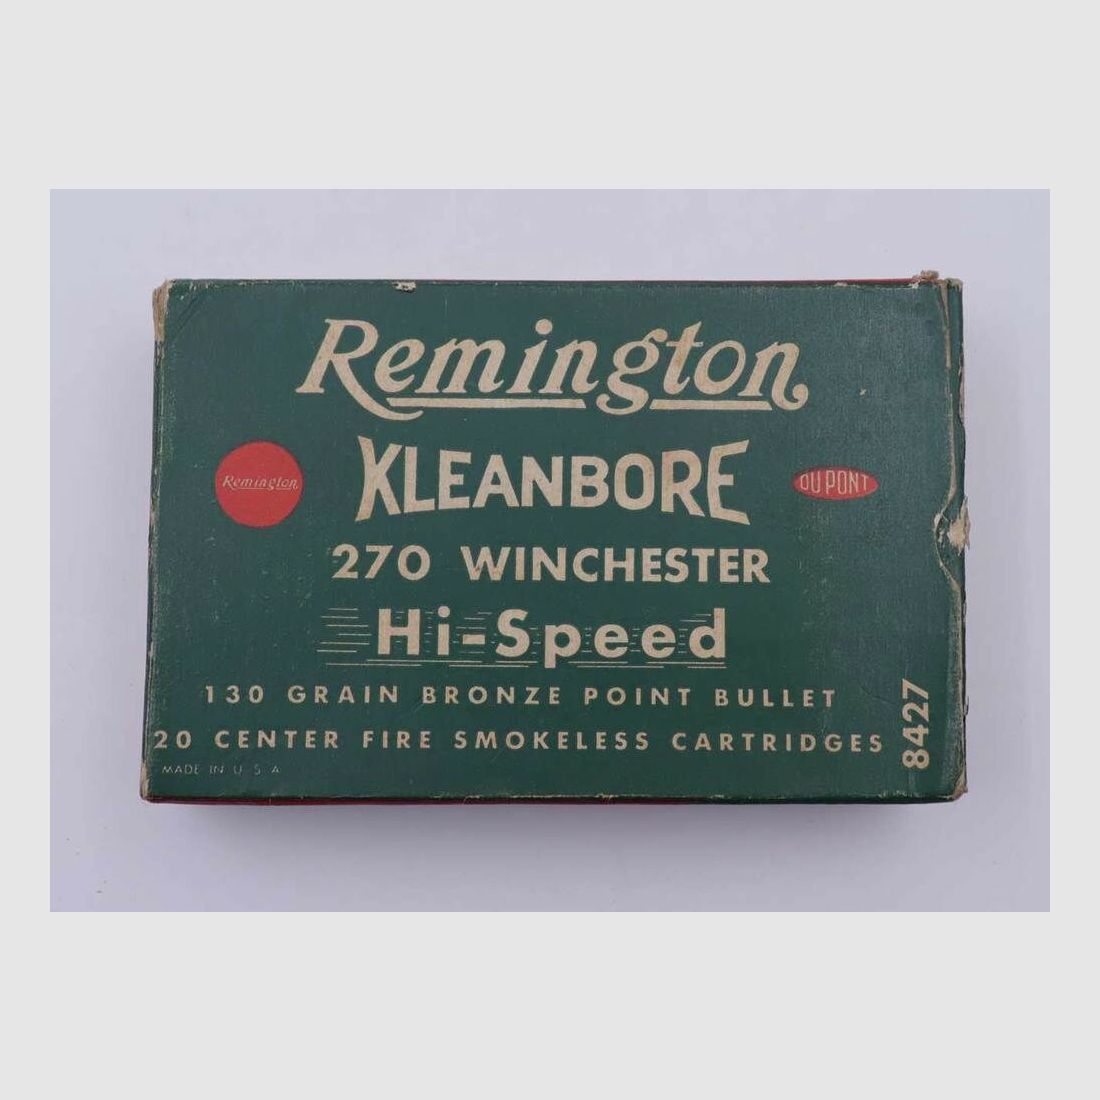 Remington
Remington
KLEANBORE
DU PONT
270 WINCHESTER
Hi-Speed
130 GRAIN BRONZE POINT BULLET
20 CENTER FIRE SMOKELESS CARTRIDGES
MADE IN U S A
8427